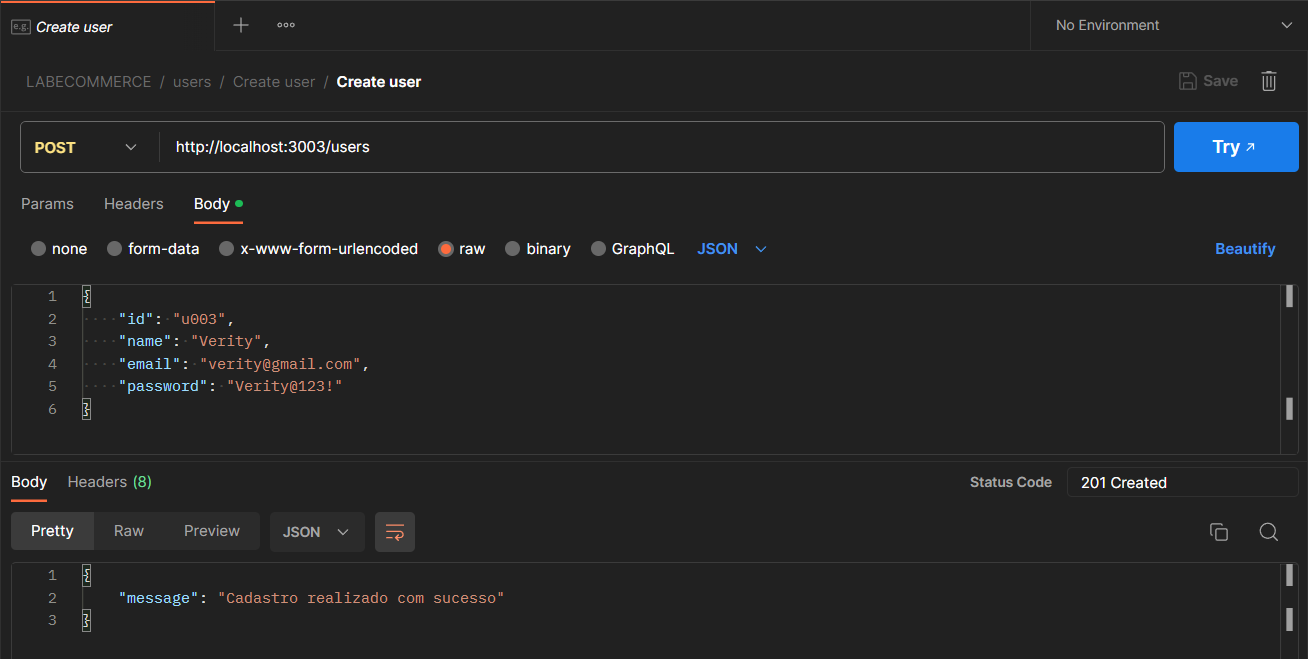 e.g. Create user
No Environment
LABECOMMERCE / users / Create user / Create user
Save
POST
http://localhost:3003/users
Try
Params Headers Body
none form-data x-www-form-urlencoded raw binary GraphQL JSON
Beautify
1 {
2 "id": "u003",
3 "name": "Verity",
4 "email": "verity@gmail.com",
5 "password": "Verity@123!"
6 }
Body Headers (8)
Status Code 201 Created
Pretty Raw Preview JSON
1 {
2 "message": "Cadastro realizado com sucesso"
3 }